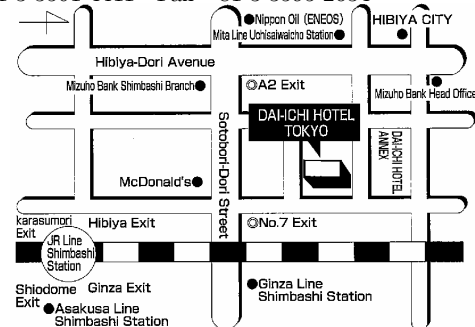 Nippon Oil (ENEOS)
HIBIYA CITY
Mita Line Uchisaiwaicho Station
Hibiya-Dori Avenue
Mizuho Bank Shimbashi Branch
A2 Exit
Mizuho Bank Head Office
DAI-ICHI HOTEL
TOKYO
Sotobori-Dori Street
DAI-ICHI HOTEL
ANNEX
McDonald's
karasumori
Exit
Hibiya Exit
No.7 Exit
JR Line
Shimbashi
Station
Shiodome
Exit
Ginza Exit
Ginza Line
Shimbashi Station
Asakusa Line
Shimbashi Station